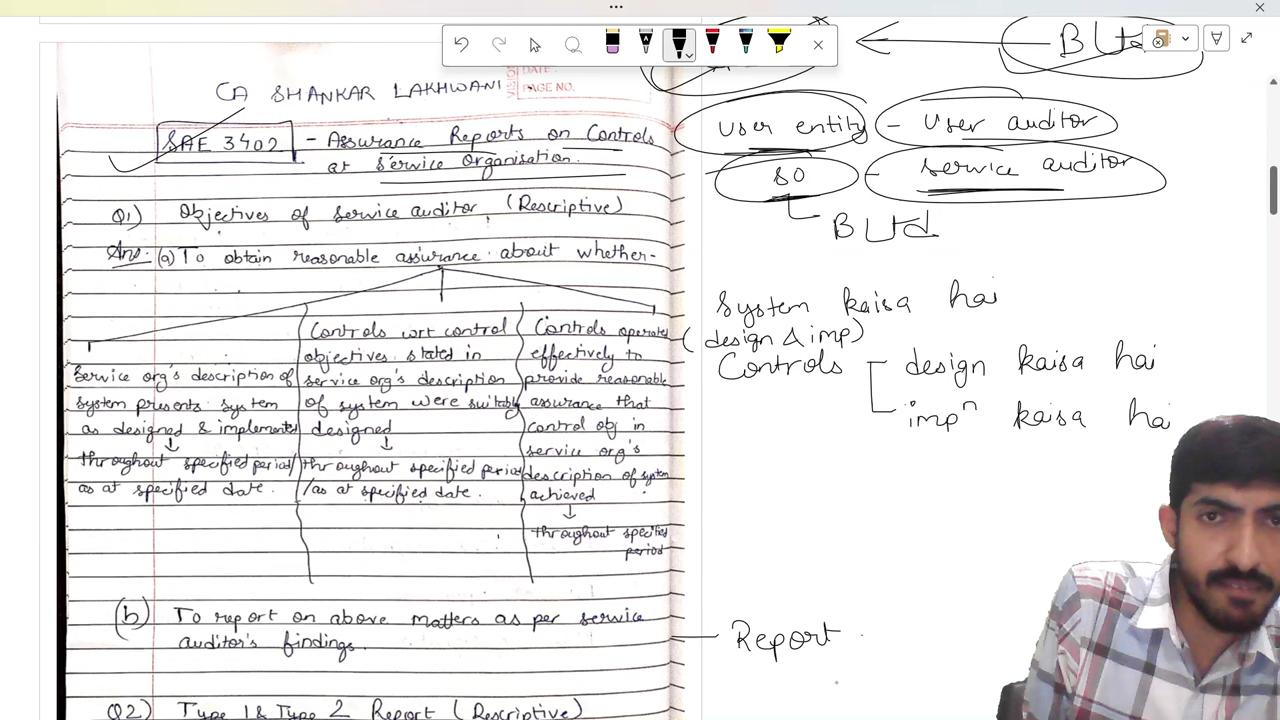 CA SHANKAR LAKHWANI
DATE:
PAGE NO.
SAE 3402 - Assurance Reports on Controls
at service Organisation.
Q1) Objectives of service auditor (Rescriptive)
Ans: (a) To obtain reasonable assurance about whether-
Service org's description of
system presents system
as designed & implemented
↓
throughout specified period/
as at specified date.
Controls wrt control
objectives stated in
service org's description
of system were suitably
designed
↓
throughout specified period
/as at specified date.
Controls operated
effectively to
provide reasonable
assurance that
control obj in
service org's
description of system
achieved
↓
throughout specified
period
(b) To report on above matters as per service
auditor's findings.
Q2) Type 1 & Type 2 Report (Rescriptive)
B Ltd
User entity - User auditor
SO - service auditor
B Ltd
System kaisa hai
(design & imp)
Controls
design kaisa hai
impn kaisa hai
Report